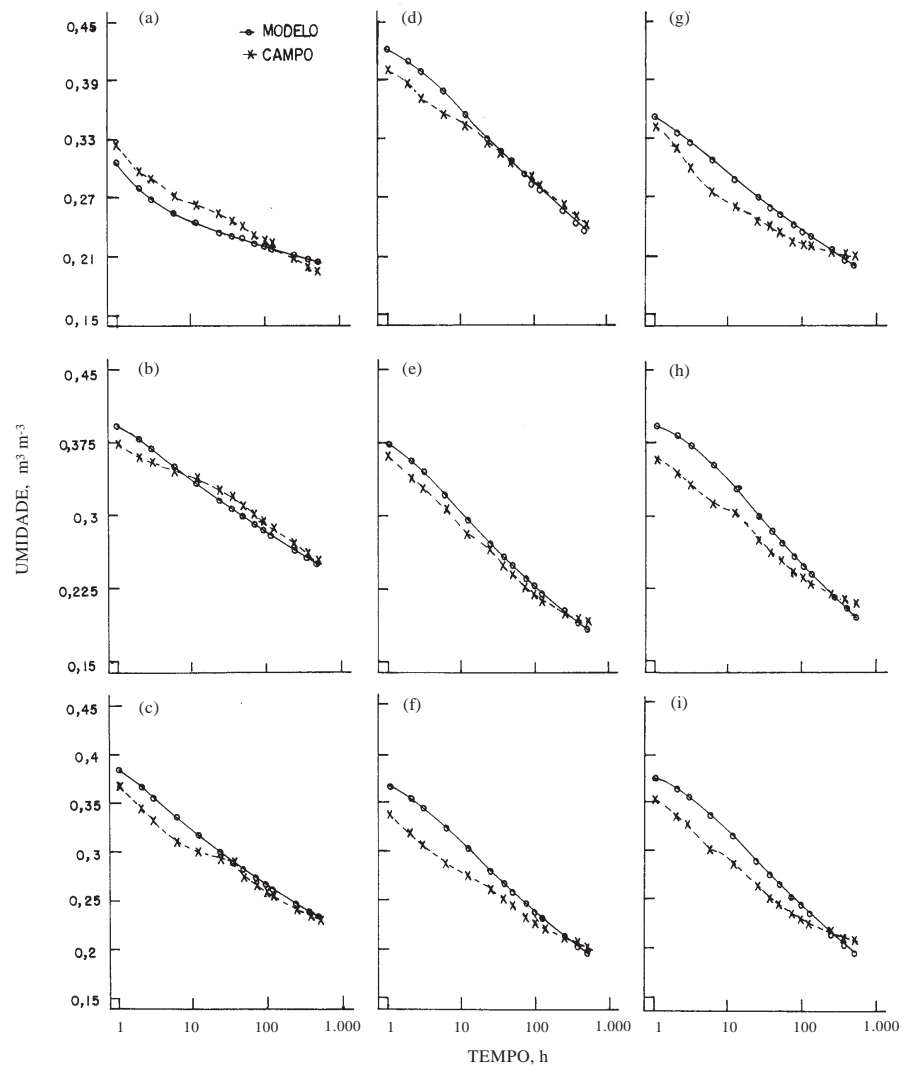 (a)
(d)
(g)
MODELO
CAMPO
0,45
0,39
0,33
0,27
0,21
0,15
(b)
(e)
(h)
0,45
0,375
0,3
0,225
0,15
(c)
(f)
(i)
0,45
0,4
0,35
0,3
0,25
0,2
0,15
UMIDADE, m³ m⁻³
1 10 100 1.000
1 10 100 1.000
1 10 100 1.000
TEMPO, h